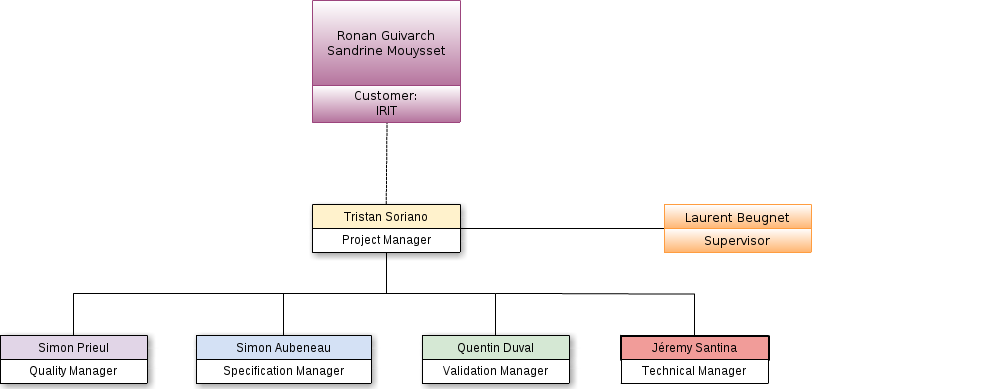 Ronan Guivarch
Sandrine Mouysset
Customer:
IRIT
Tristan Soriano
Project Manager
Laurent Beugnet
Supervisor
Simon Prieul
Quality Manager
Simon Aubeneau
Specification Manager
Quentin Duval
Validation Manager
Jéremy Santina
Technical Manager